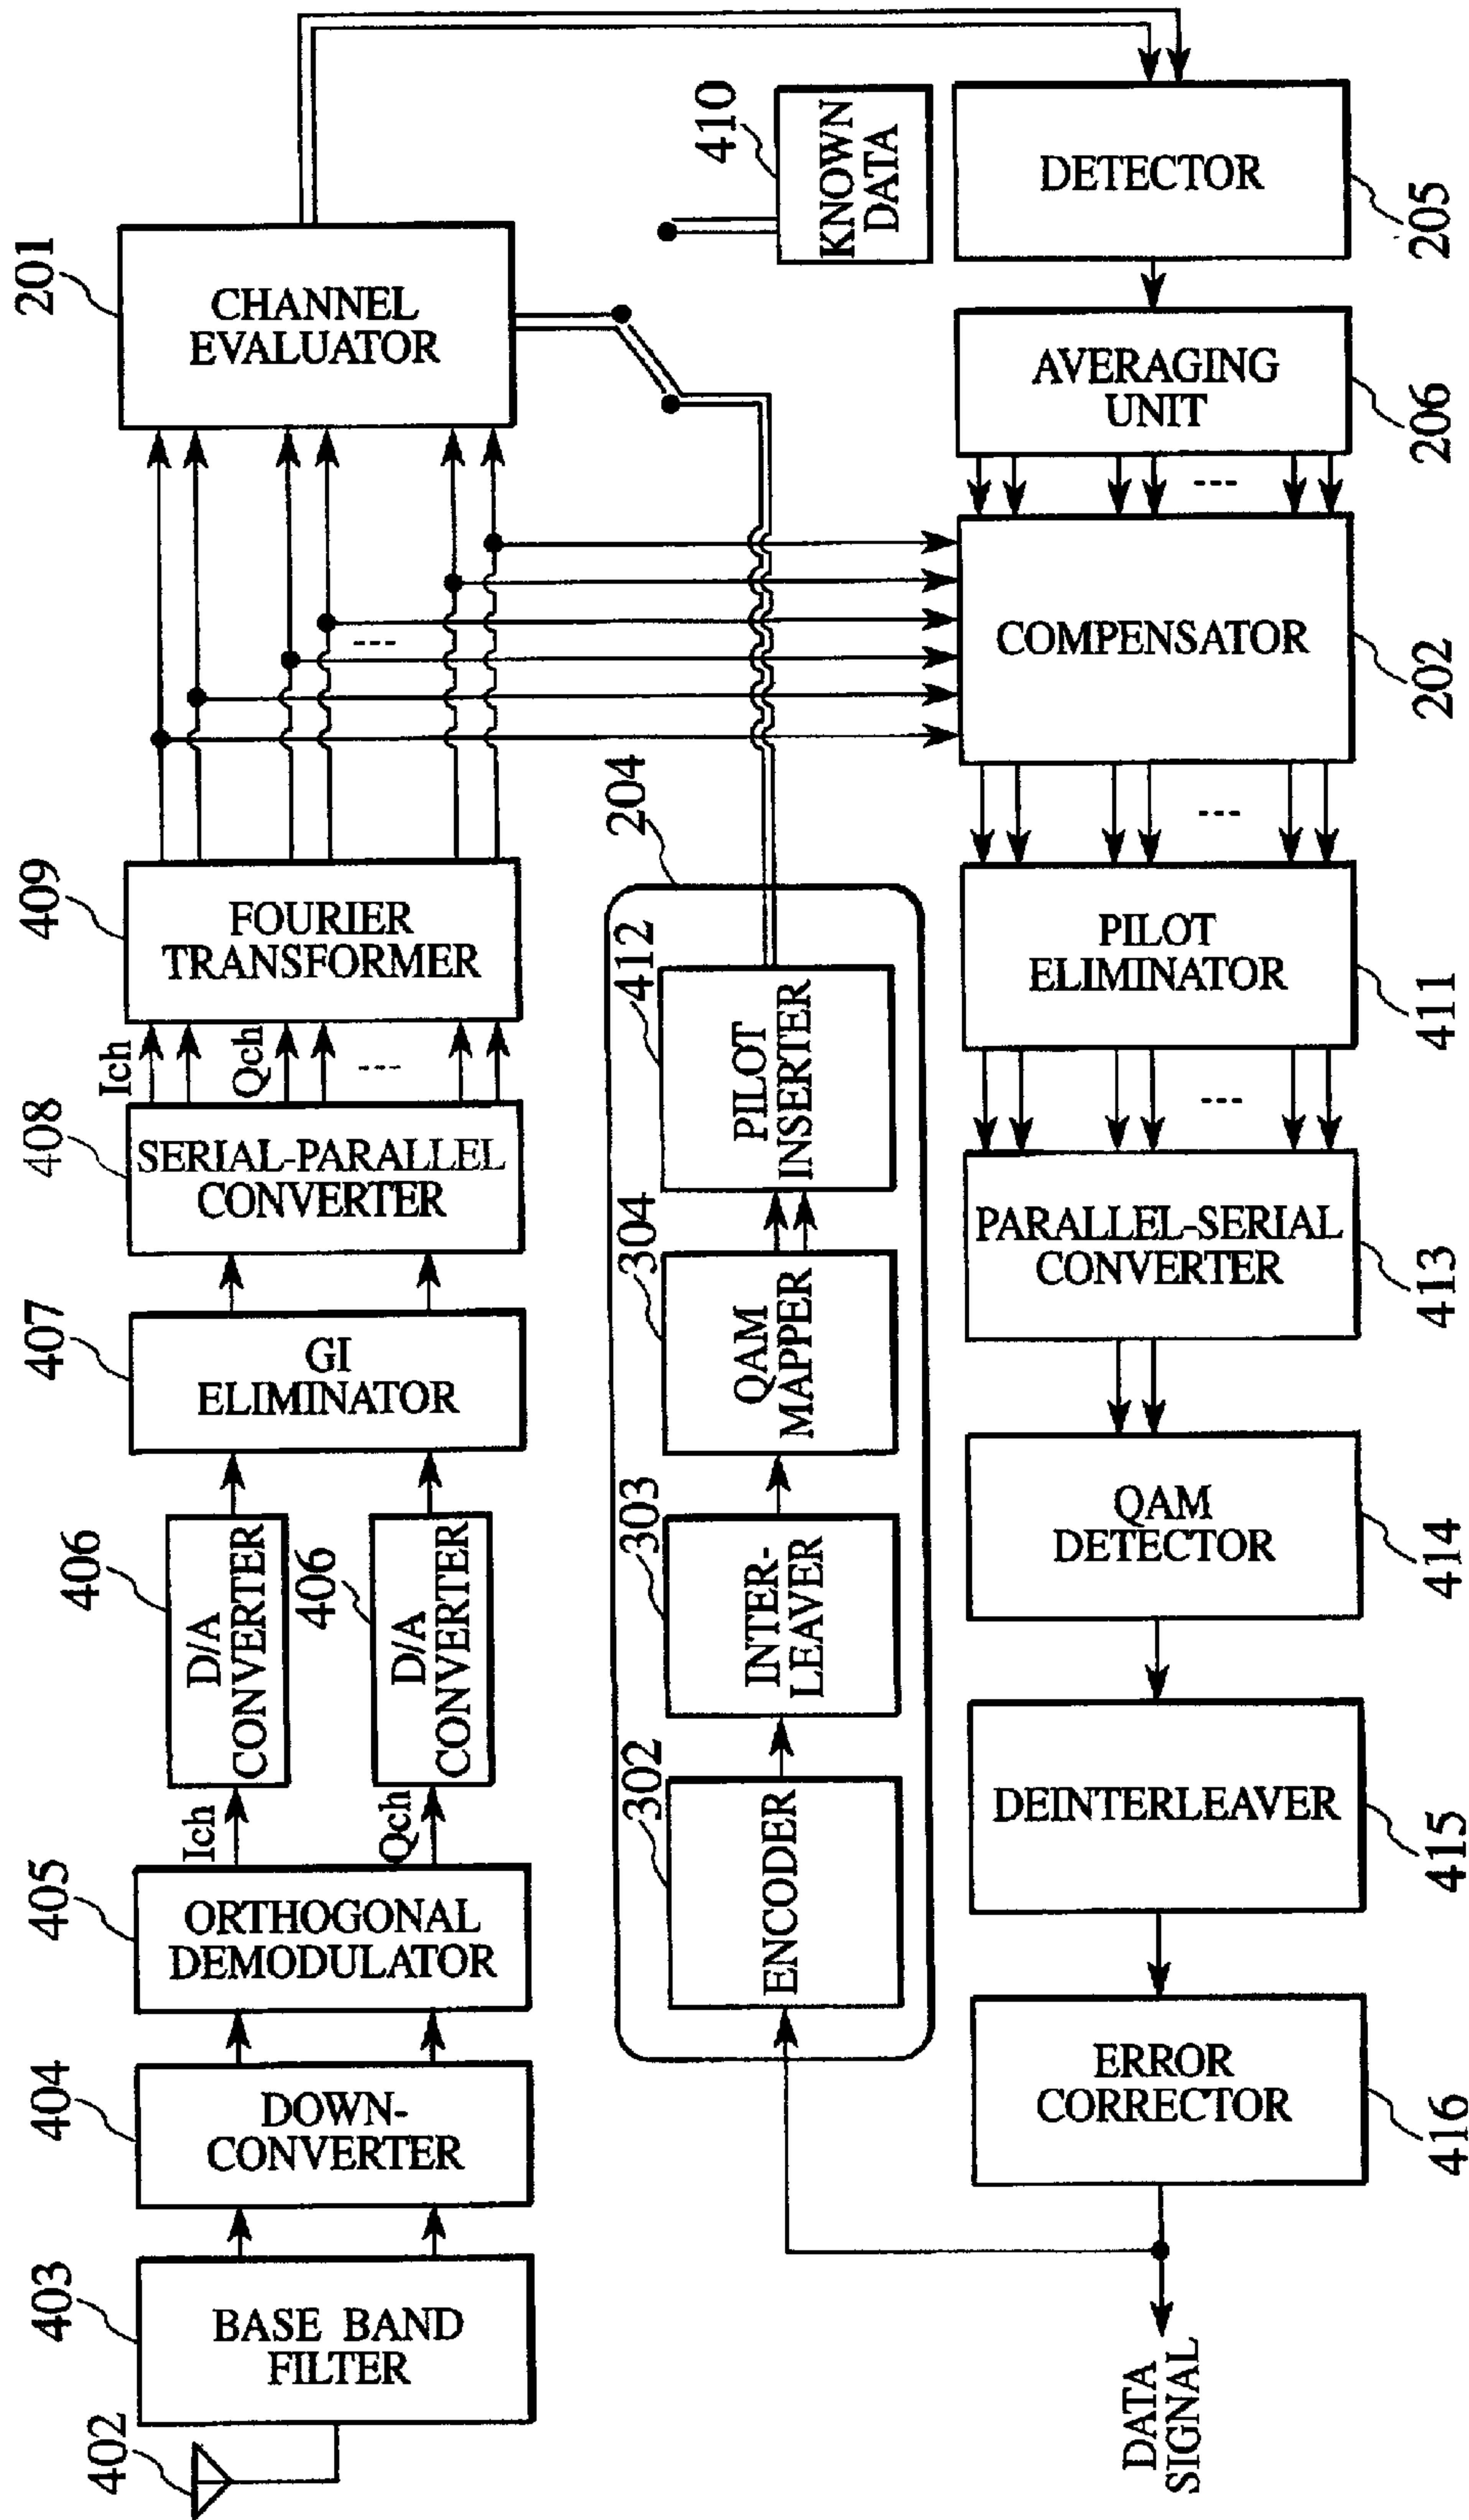 402
403
BASE BAND
FILTER
404
DOWN-
CONVERTER
405
ORTHOGONAL
DEMODULATOR
Ich
Qch
406
D/A
CONVERTER
406
D/A
CONVERTER
407
GI
ELIMINATOR
408
SERIAL-PARALLEL
CONVERTER
Ich
Qch
---
409
FOURIER
TRANSFORMER
---
201
CHANNEL
EVALUATOR
204
302
ENCODER
303
INTER-
LEAVER
304
QAM
MAPPER
412
PILOT
INSERTER
410
KNOWN
DATA
DETECTOR
205
AVERAGING
UNIT
206
---
COMPENSATOR
202
---
PILOT
ELIMINATOR
411
---
PARALLEL-SERIAL
CONVERTER
413
QAM
DETECTOR
414
DEINTERLEAVER
415
ERROR
CORRECTOR
416
DATA
SIGNAL